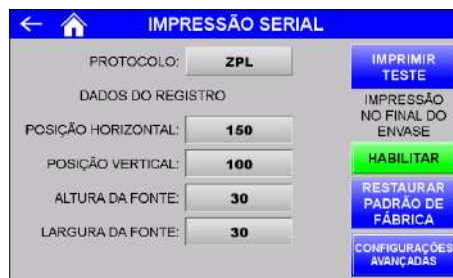 IMPRESSÃO SERIAL
PROTOCOLO: ZPL
DADOS DO REGISTRO
POSIÇÃO HORIZONTAL: 150
POSIÇÃO VERTICAL: 100
ALTURA DA FONTE: 30
LARGURA DA FONTE: 30
IMPRIMIR
TESTE
IMPRESSÃO
NO FINAL DO
ENVASE
HABILITAR
RESTAURAR
PADRÃO DE
FÁBRICA
CONFIGURAÇÕES
AVANÇADAS